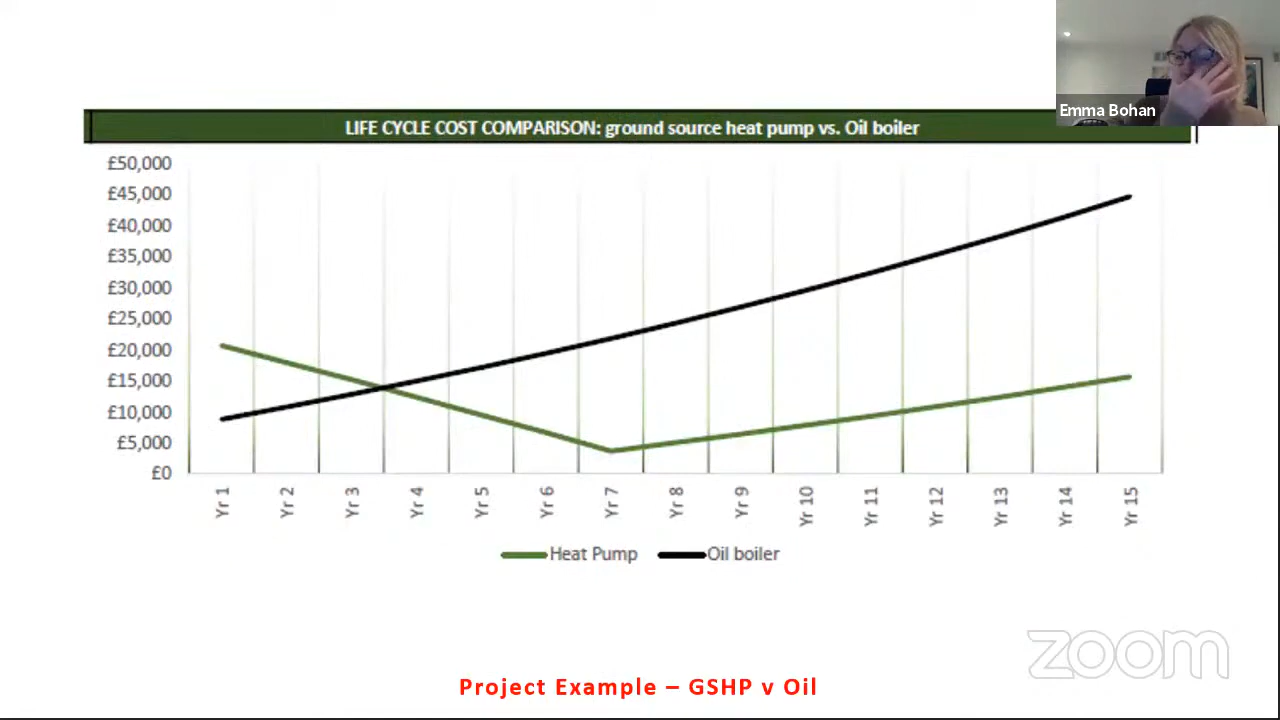 Emma Bohan
LIFE CYCLE COST COMPARISON: ground source heat pump vs. Oil boiler
£50,000
£45,000
£40,000
£35,000
£30,000
£25,000
£20,000
£15,000
£10,000
£5,000
£0
Yr 1
Yr 2
Yr 3
Yr 4
Yr 5
Yr 6
Yr 7
Yr 8
Yr 9
Yr 10
Yr 11
Yr 12
Yr 13
Yr 14
Yr 15
Heat Pump
Oil boiler
zoom
Project Example – GSHP v Oil